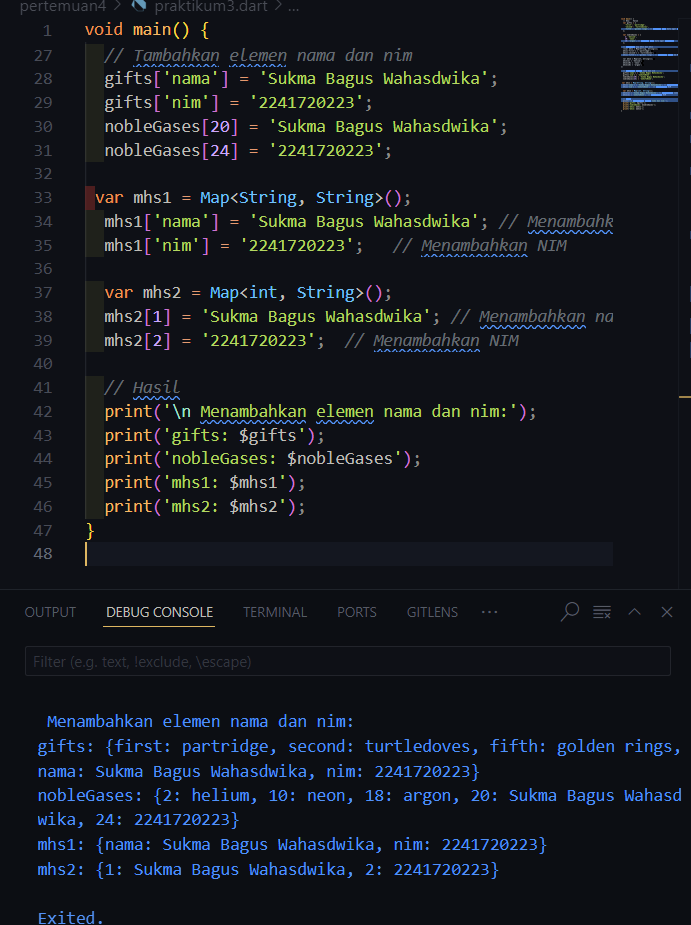 pertemuan4 > praktikum3.dart > ...
1 void main() {
27 // Tambahkan elemen nama dan nim
28 gifts['nama'] = 'Sukma Bagus Wahasdwika';
29 gifts['nim'] = '2241720223';
30 nobleGases[20] = 'Sukma Bagus Wahasdwika';
31 nobleGases[24] = '2241720223';
32
33 var mhs1 = Map<String, String>();
34 mhs1['nama'] = 'Sukma Bagus Wahasdwika'; // Menambahk
35 mhs1['nim'] = '2241720223'; // Menambahkan NIM
36
37 var mhs2 = Map<int, String>();
38 mhs2[1] = 'Sukma Bagus Wahasdwika'; // Menambahkan na
39 mhs2[2] = '2241720223'; // Menambahkan NIM
40
41 // Hasil
42 print('\n Menambahkan elemen nama dan nim:');
43 print('gifts: $gifts');
44 print('nobleGases: $nobleGases');
45 print('mhs1: $mhs1');
46 print('mhs2: $mhs2');
47 }
48
OUTPUT DEBUG CONSOLE TERMINAL PORTS GITLENS ...
Filter (e.g. text, !exclude, \escape)
Menambahkan elemen nama dan nim:
gifts: {first: partridge, second: turtledoves, fifth: golden rings,
nama: Sukma Bagus Wahasdwika, nim: 2241720223}
nobleGases: {2: helium, 10: neon, 18: argon, 20: Sukma Bagus Wahasd
wika, 24: 2241720223}
mhs1: {nama: Sukma Bagus Wahasdwika, nim: 2241720223}
mhs2: {1: Sukma Bagus Wahasdwika, 2: 2241720223}
Exited.